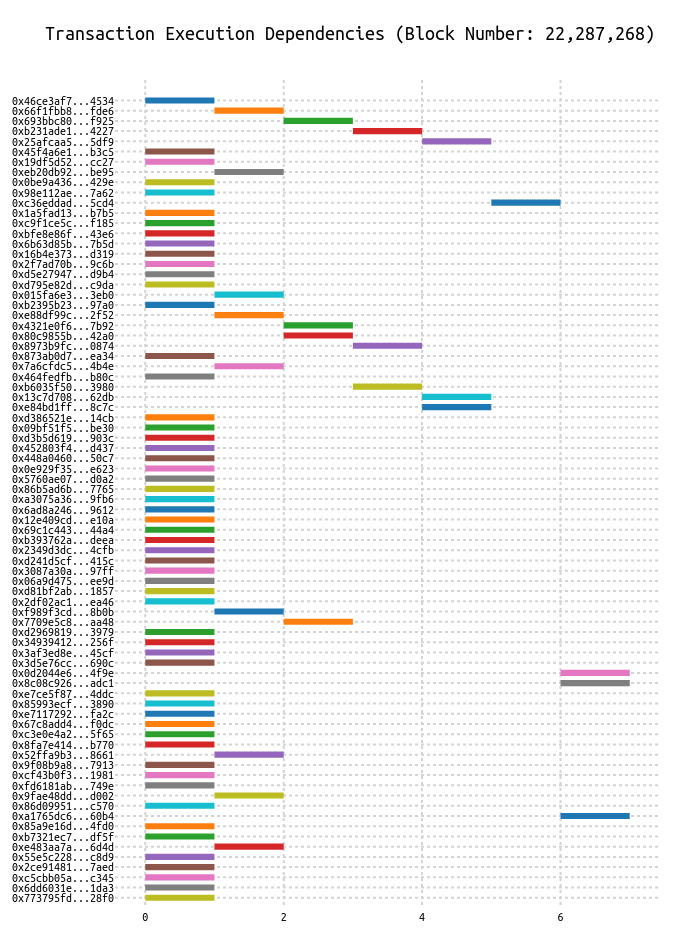 Transaction Execution Dependencies (Block Number: 22,287,268)
0x46ce3af7...4534
0x66f1fbb8...fde6
0x693bbc80...f925
0xb231ade1...4227
0x25afcaa5...5df9
0x45f4a6e1...b3c5
0x19df5d52...cc27
0xeb20db92...be95
0x0be9a436...429e
0x98e112ae...7a62
0xc36eddad...5cd4
0x1a5fad13...b7b5
0xc9f1ce5c...f185
0xbfe8e86f...43e6
0x6b63d85b...7b5d
0x16b4e373...d319
0x2f7ad70b...9c6b
0xd5e27947...d9b4
0xd795e82d...c9da
0x015fa6e3...3eb0
0xb2395b23...97a0
0xe88df99c...2f52
0x4321e0f6...7b92
0x80c9855b...42a0
0x8973b9fc...0874
0x873ab0d7...ea34
0x7a6cfdc5...4b4e
0x464fedfb...b80c
0xb6035f50...3980
0x13c7d708...62db
0xe84bd1ff...8c7c
0xd386521e...14cb
0x09bf51f5...be30
0xd3b5d619...903c
0x452803f4...d437
0x448a0460...50c7
0x0e929f35...e623
0x5760ae07...d0a2
0x86b5ad6b...7765
0xa3075a36...9fb6
0x6ad8a246...9612
0x12e409cd...e10a
0x69c1c443...44a4
0xb393762a...deea
0x2349d3dc...4cfb
0xd241d5cf...415c
0x3087a30a...97ff
0x06a9d475...ee9d
0xd81bf2ab...1857
0x2df02ac1...ea46
0xf989f3cd...8b0b
0x7709e5c8...aa48
0xd2969819...3979
0x34939412...256f
0x3af3ed8e...45cf
0x3d5e76cc...690c
0x0d2044e6...4f9e
0x8c08c926...adc1
0xe7ce5f87...4ddc
0x85993ecf...3890
0xe7117292...fa2c
0x67c8add4...f0dc
0xc3e0e4a2...5f65
0x8fa7e414...b770
0x52ffa9b3...8661
0x9f08b9a8...7913
0xcf43b0f3...1981
0xfd6181ab...749e
0x9fae48dd...d002
0x86d09951...c570
0xa1765dc6...60b4
0x85a9e16d...4fd0
0xb7321ec7...df5f
0xe483aa7a...6d4d
0x55e5c228...c8d9
0x2ce91481...7aed
0xc5cbb05a...c345
0x6dd6031e...1da3
0x773795fd...28f0
0 2 4 6